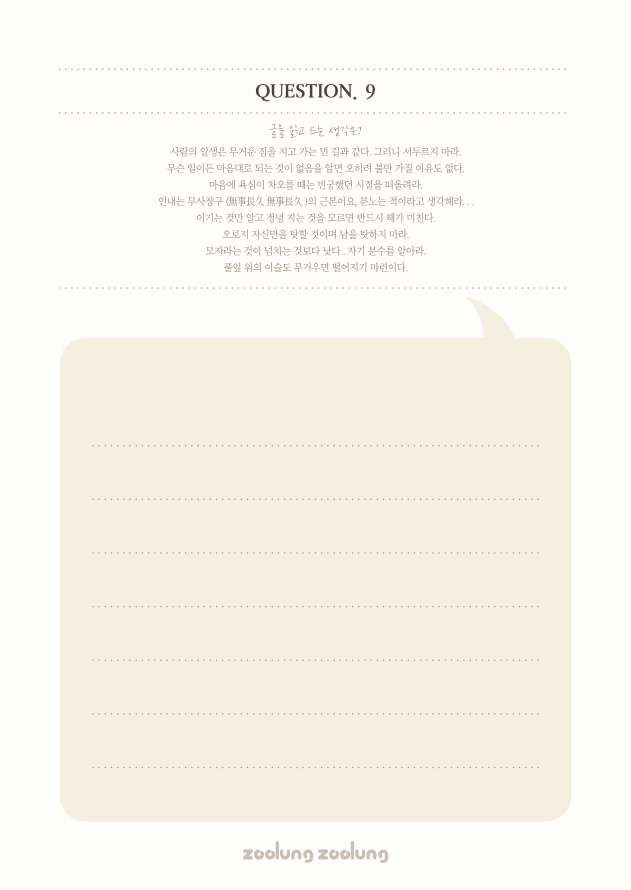 QUESTION. 9
글을 읽고 드는 생각은?
사람의 일생은 무거운 짐을 지고 가는 먼 길과 같다. 그러니 서두르지 마라.
무슨 일이든 마음대로 되는 것이 없음을 알면 오히려 불만 가질 이유도 없다.
마음에 욕심이 차오를 때는 빈궁했던 시절을 떠올려라.
인내는 무사장구 (無事長久 無事長久 )의 근본이요, 분노는 적이라고 생각해라. . .
이기는 것만 알고 정녕 지는 것을 모르면 반드시 해가 미친다.
오로지 자신만을 탓할 것이며 남을 탓하지 마라.
모자라는 것이 넘치는 것보다 낫다 . 자기 분수를 알아라.
풀잎 위의 이슬도 무거우면 떨어지기 마련이다.
zoolung zoolung